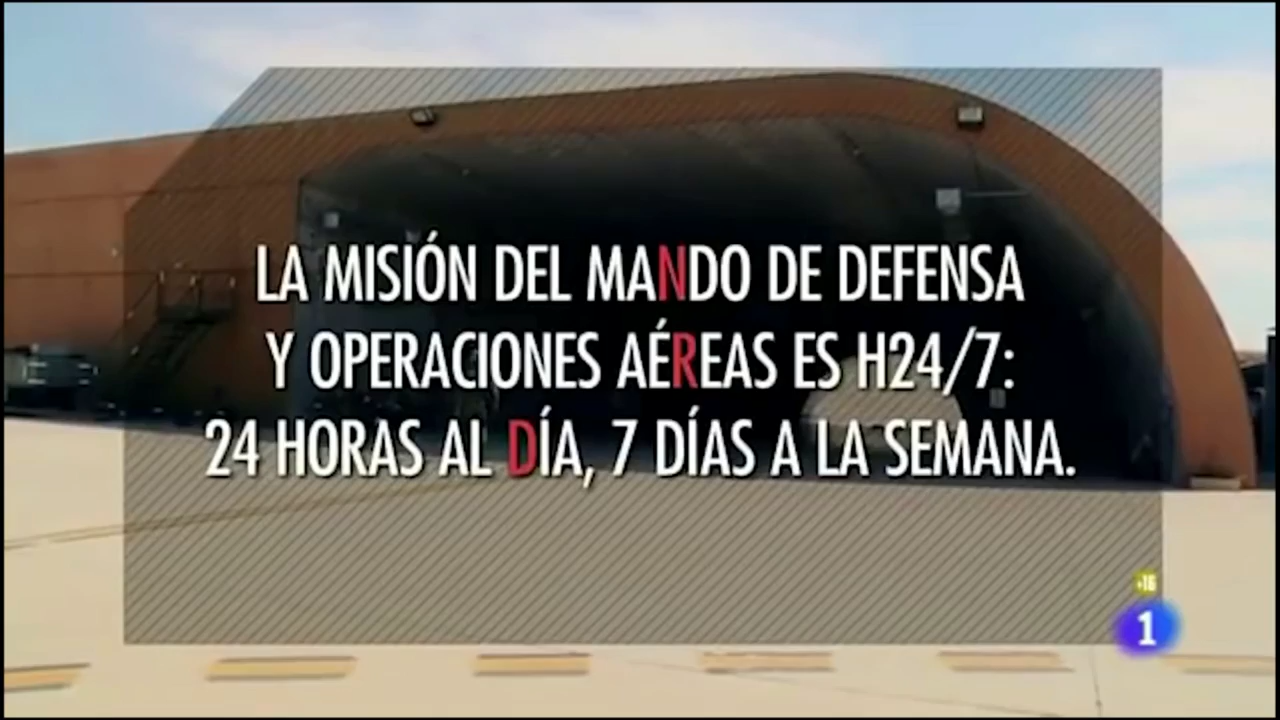 LA MISIÓN DEL MANDO DE DEFENSA
Y OPERACIONES AÉREAS ES H24/7:
24 HORAS AL DÍA, 7 DÍAS A LA SEMANA.
+16
1